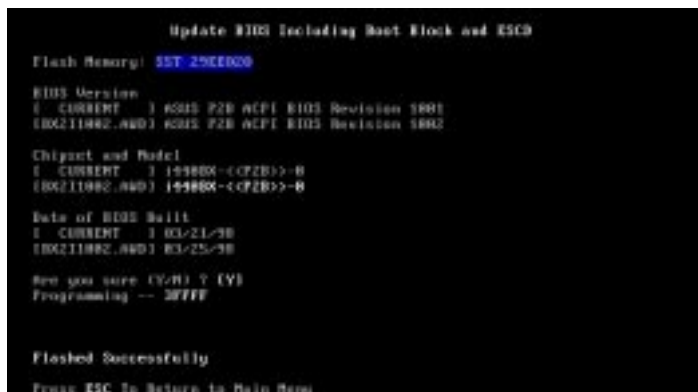 Update BIOS Including Boot Block and ESCD
Flash Memory: SST 29EE020
BIOS Version
[ CURRENT ] ASUS P2B ACPI BIOS Revision 1001
[BX2I1002.AWD] ASUS P2B ACPI BIOS Revision 1002
Chipset and Model
[ CURRENT ] i440BX-<<P2B>>-0
[BX2I1002.AWD] i440BX-<<P2B>>-0
Date of BIOS Built
[ CURRENT ] 03/21/98
[BX2I1002.AWD] 03/25/98
Are you sure (Y/N) ? [Y]
Programming -- 3FFFF
Flashed Successfully
Press ESC To Return to Main Menu